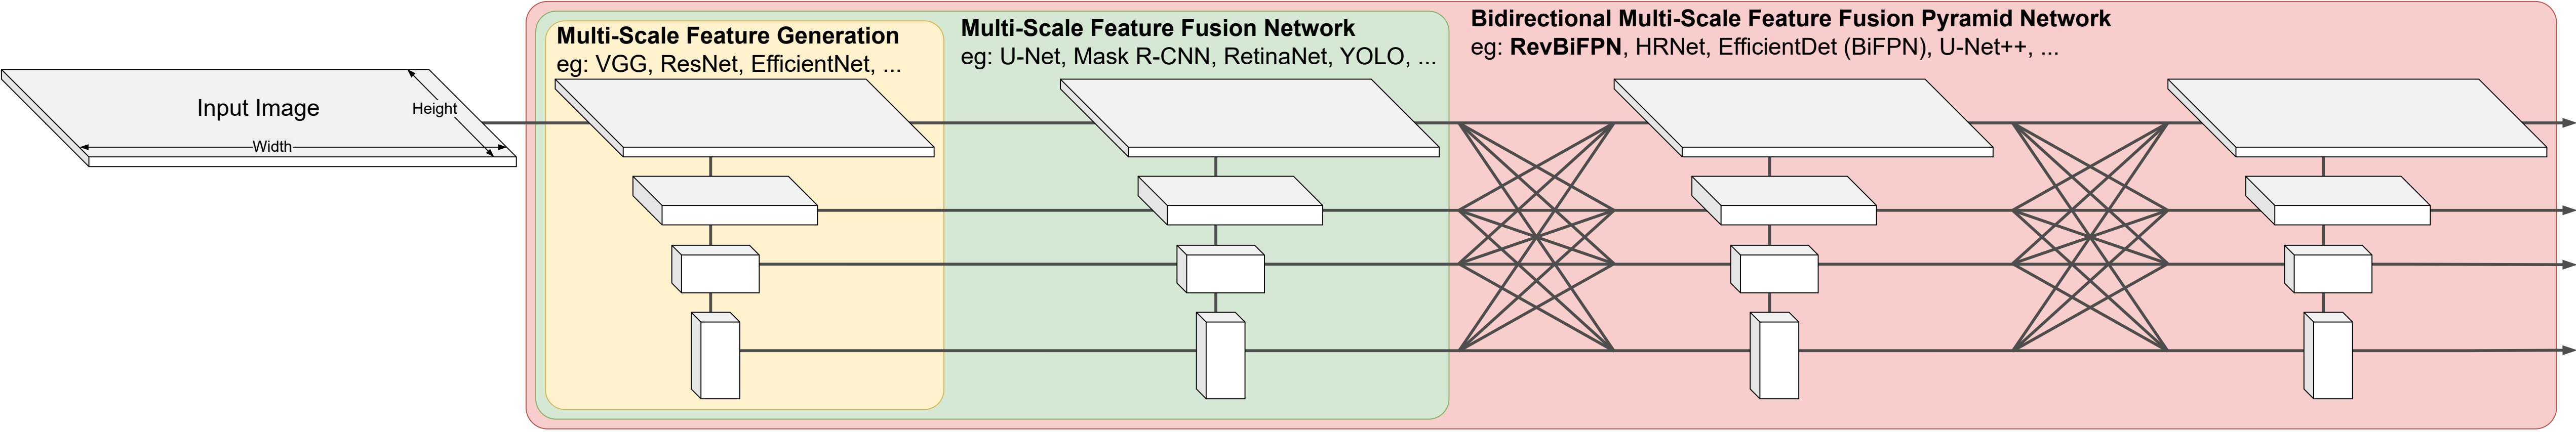 Input Image
Height
Width
Multi-Scale Feature Generation
eg: VGG, ResNet, EfficientNet, ...
Multi-Scale Feature Fusion Network
eg: U-Net, Mask R-CNN, RetinaNet, YOLO, ...
Bidirectional Multi-Scale Feature Fusion Pyramid Network
eg: RevBiFPN, HRNet, EfficientDet (BiFPN), U-Net++, ...